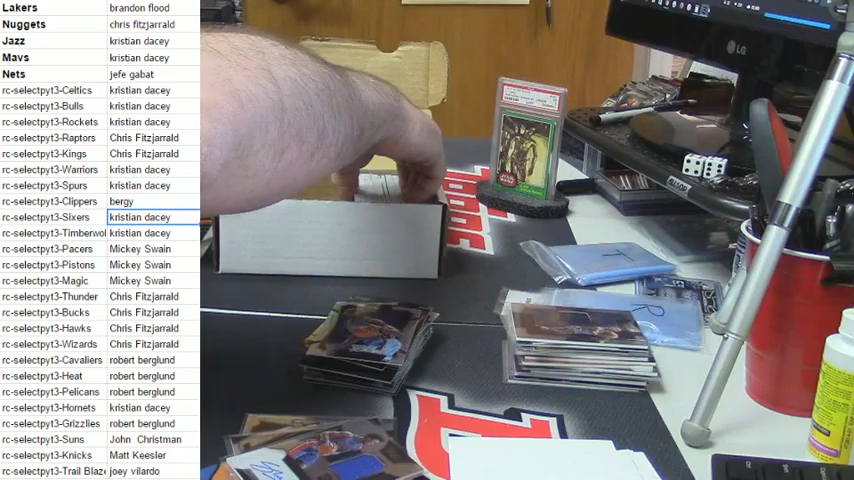 Lakers brandon flood
Nuggets chris fitzjarrald
Jazz kristian dacey
Mavs kristian dacey
Nets jefe gabat
rc-selectpyt3-Celtics kristian dacey
rc-selectpyt3-Bulls kristian dacey
rc-selectpyt3-Rockets kristian dacey
rc-selectpyt3-Raptors Chris Fitzjarrald
rc-selectpyt3-Kings Chris Fitzjarrald
rc-selectpyt3-Warriors kristian dacey
rc-selectpyt3-Spurs kristian dacey
rc-selectpyt3-Clippers bergy
rc-selectpyt3-Sixers kristian dacey
rc-selectpyt3-Timberwol kristian dacey
rc-selectpyt3-Pacers Mickey Swain
rc-selectpyt3-Pistons Mickey Swain
rc-selectpyt3-Magic Mickey Swain
rc-selectpyt3-Thunder Chris Fitzjarrald
rc-selectpyt3-Bucks Chris Fitzjarrald
rc-selectpyt3-Hawks Chris Fitzjarrald
rc-selectpyt3-Wizards Chris Fitzjarrald
rc-selectpyt3-Cavaliers robert berglund
rc-selectpyt3-Heat robert berglund
rc-selectpyt3-Pelicans robert berglund
rc-selectpyt3-Hornets kristian dacey
rc-selectpyt3-Grizzlies robert berglund
rc-selectpyt3-Suns John Christman
rc-selectpyt3-Knicks Matt Keesler
rc-selectpyt3-Trail Blaze joey vilardo
LG
T
R